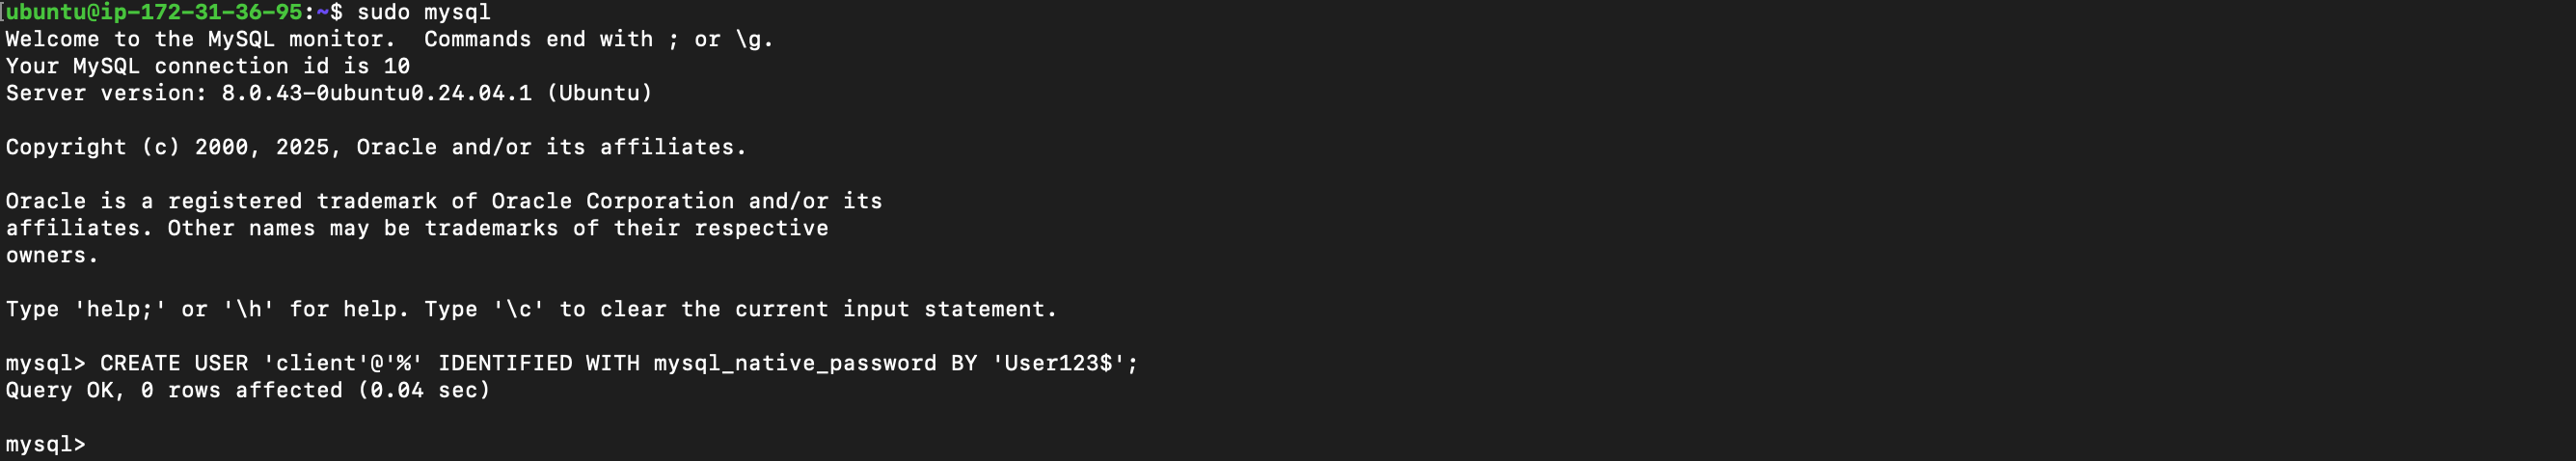 [ubuntu@ip-172-31-36-95:~$ sudo mysql
Welcome to the MySQL monitor.  Commands end with ; or \g.
Your MySQL connection id is 10
Server version: 8.0.43-0ubuntu0.24.04.1 (Ubuntu)
Copyright (c) 2000, 2025, Oracle and/or its affiliates.
Oracle is a registered trademark of Oracle Corporation and/or its
affiliates. Other names may be trademarks of their respective
owners.
Type 'help;' or '\h' for help. Type '\c' to clear the current input statement.
mysql> CREATE USER 'client'@'%' IDENTIFIED WITH mysql_native_password BY 'User123$';
Query OK, 0 rows affected (0.04 sec)
mysql>